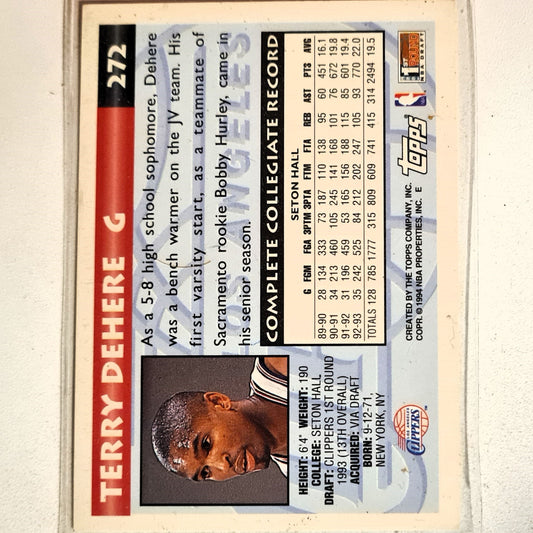 TERRY DEHERE G 272
As a 5-8 high school sophomore, Dehere
was a bench warmer on the JV team. His
first varsity start, as a teammate of
Sacramento rookie Bobby Hurley, came in
his senior season.
HEIGHT: 6'4" WEIGHT: 190
COLLEGE: SETON HALL
DRAFT: CLIPPERS 1ST ROUND
1993 (13TH OVERALL)
ACQUIRED: VIA DRAFT
BORN: 9-12-71,
NEW YORK, NY
COMPLETE COLLEGIATE RECORD
SETON HALL
G FGM FGA 3PTM 3PTA FTM FTA REB AST PTS AVG
89-90 28 134 333 73 187 110 138 95 60 451 16.1
90-91 34 213 460 105 245 141 168 101 76 672 19.8
91-92 31 196 459 53 165 156 188 115 85 601 19.4
92-93 35 242 525 84 212 202 247 105 93 770 22.0
TOTALS 128 785 1777 315 809 609 741 415 314 2494 19.5
CLIPPERS
CREATED BY THE TOPPS COMPANY, INC.
COPR. © 1994 NBA PROPERTIES, INC. E
Topps
NBA DRAFT
LOS ANGELES